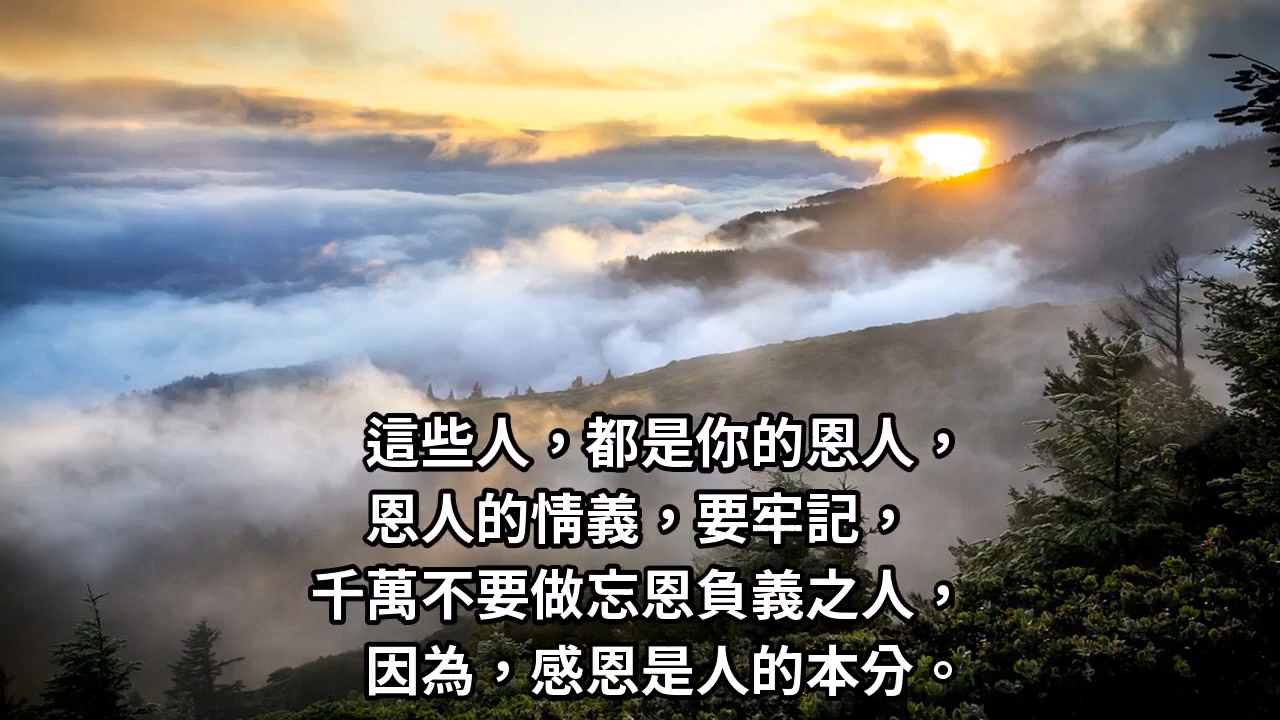 這些人，都是你的恩人，
恩人的情義，要牢記，
千萬不要做忘恩負義之人，
因為，感恩是人的本分。